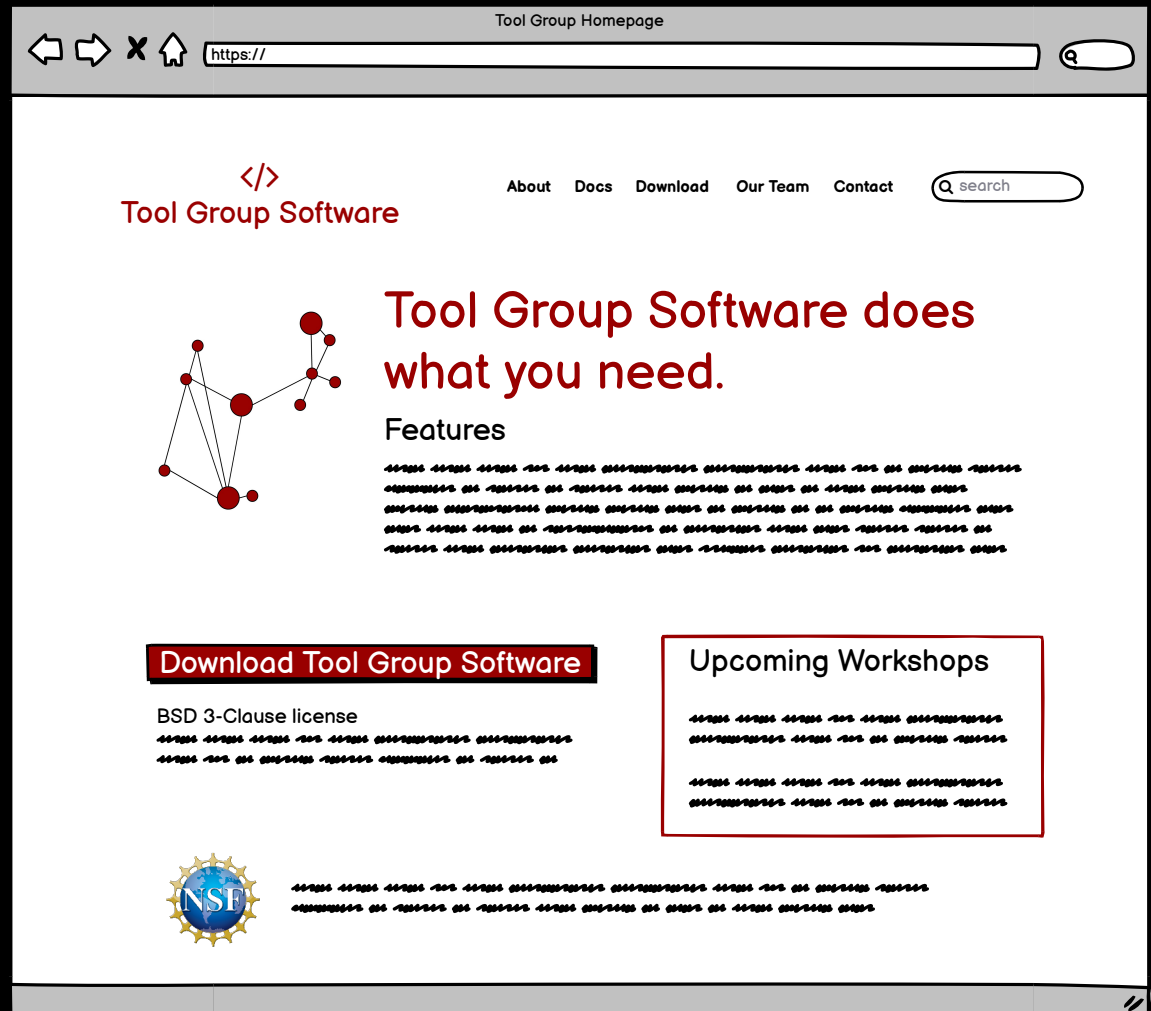 Tool Group Homepage
https://
</>
Tool Group Software
About Docs Download Our Team Contact search
Tool Group Software does
what you need.
Features
Download Tool Group Software
Upcoming Workshops
BSD 3-Clause license
NSF